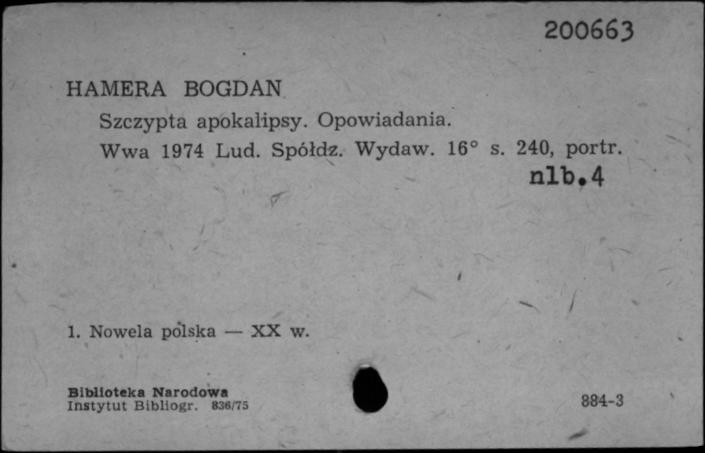 200663
HAMERA BOGDAN
Szczypta apokalipsy. Opowiadania.
Wwa 1974 Lud. Spółdz. Wydaw. 16° s. 240, portr.
nlb.4
1. Nowela polska — XX w.
Biblioteka Narodowa
Instytut Bibliogr. 836/75
884-3